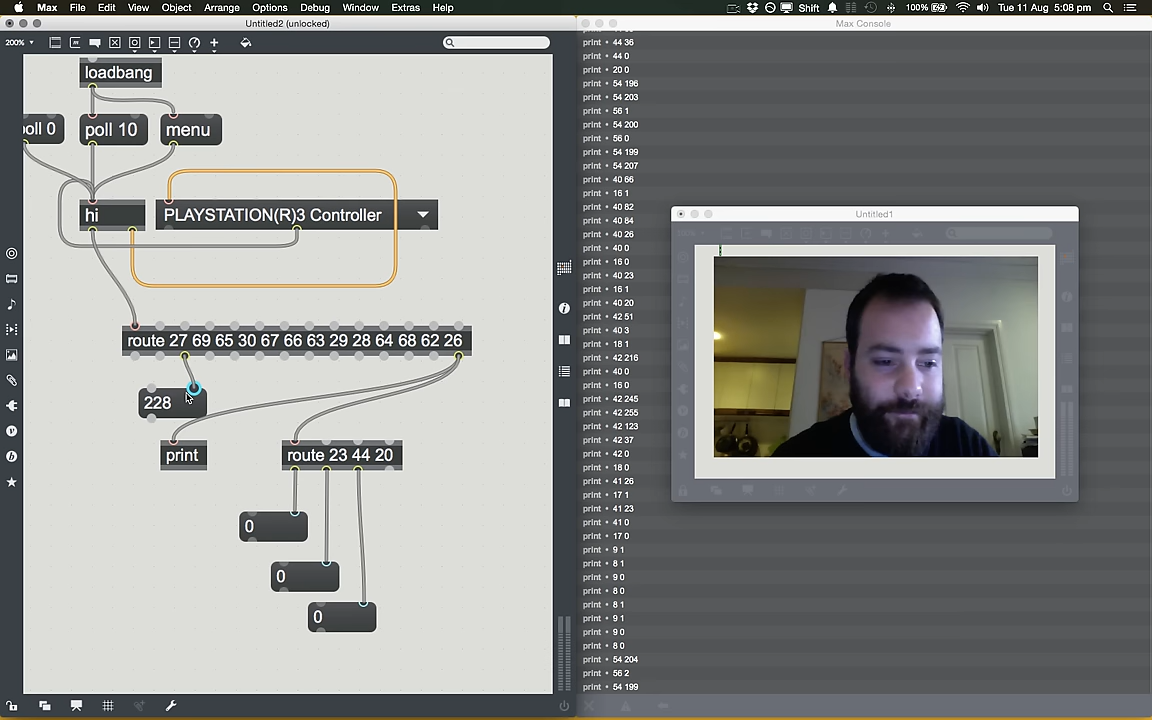 Max File Edit View Object Arrange Options Debug Window Extras Help Shift 100% Tue 11 Aug 5:08 pm
Untitled2 (unlocked)
Max Console
200%
loadbang
poll 10
menu
hi
PLAYSTATION(R)3 Controller
route 27 69 65 30 67 66 63 29 28 64 68 62 26
228
print
route 23 44 20
0
0
0
print • 44 36
print • 44 0
print • 20 0
print • 54 196
print • 54 203
print • 56 1
print • 54 200
print • 56 0
print • 54 199
print • 54 207
print • 40 66
print • 16 1
print • 40 82
print • 40 84
print • 40 26
print • 40 0
print • 16 0
print • 40 23
print • 16 1
print • 40 20
print • 42 51
print • 40 3
print • 18 1
print • 42 216
print • 40 0
print • 16 0
print • 42 245
print • 42 255
print • 42 123
print • 42 37
print • 42 0
print • 18 0
print • 41 26
print • 17 1
print • 41 23
print • 41 0
print • 17 0
print • 9 1
print • 8 1
print • 9 0
print • 8 0
print • 8 1
print • 9 1
print • 9 0
print • 8 0
print • 54 204
print • 56 2
print • 54 199
Untitled1